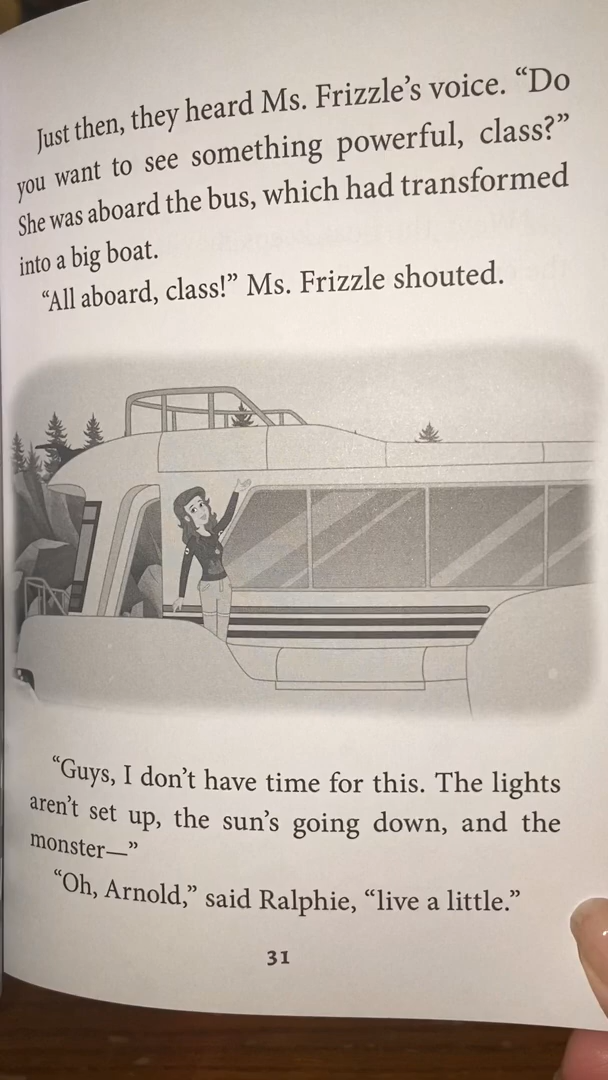 Just then, they heard Ms. Frizzle’s voice. “Do
you want to see something powerful, class?”
She was aboard the bus, which had transformed
into a big boat.
“All aboard, class!” Ms. Frizzle shouted.
“Guys, I don’t have time for this. The lights
aren’t set up, the sun’s going down, and the
monster—”
“Oh, Arnold,” said Ralphie, “live a little.”
31